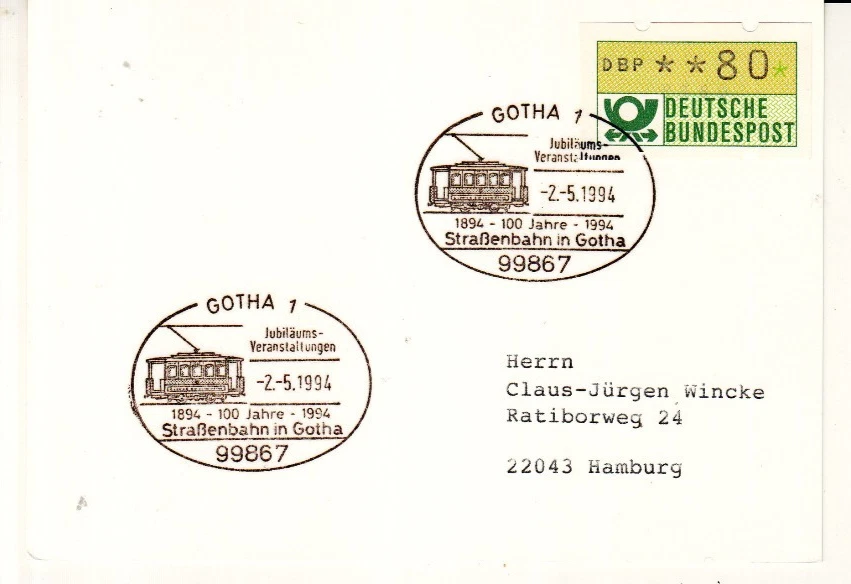 DBP **80*
DEUTSCHE
BUNDESPOST
GOTHA 1
Jubiläums-
Veranstaltungen
-2.-5.1994
1894 - 100 Jahre - 1994
Straßenbahn in Gotha
99867
GOTHA 1
Jubiläums-
Veranstaltungen
-2.-5.1994
1894 - 100 Jahre - 1994
Straßenbahn in Gotha
99867
Herrn
Claus-Jürgen Wincke
Ratiborweg 24
22043 Hamburg